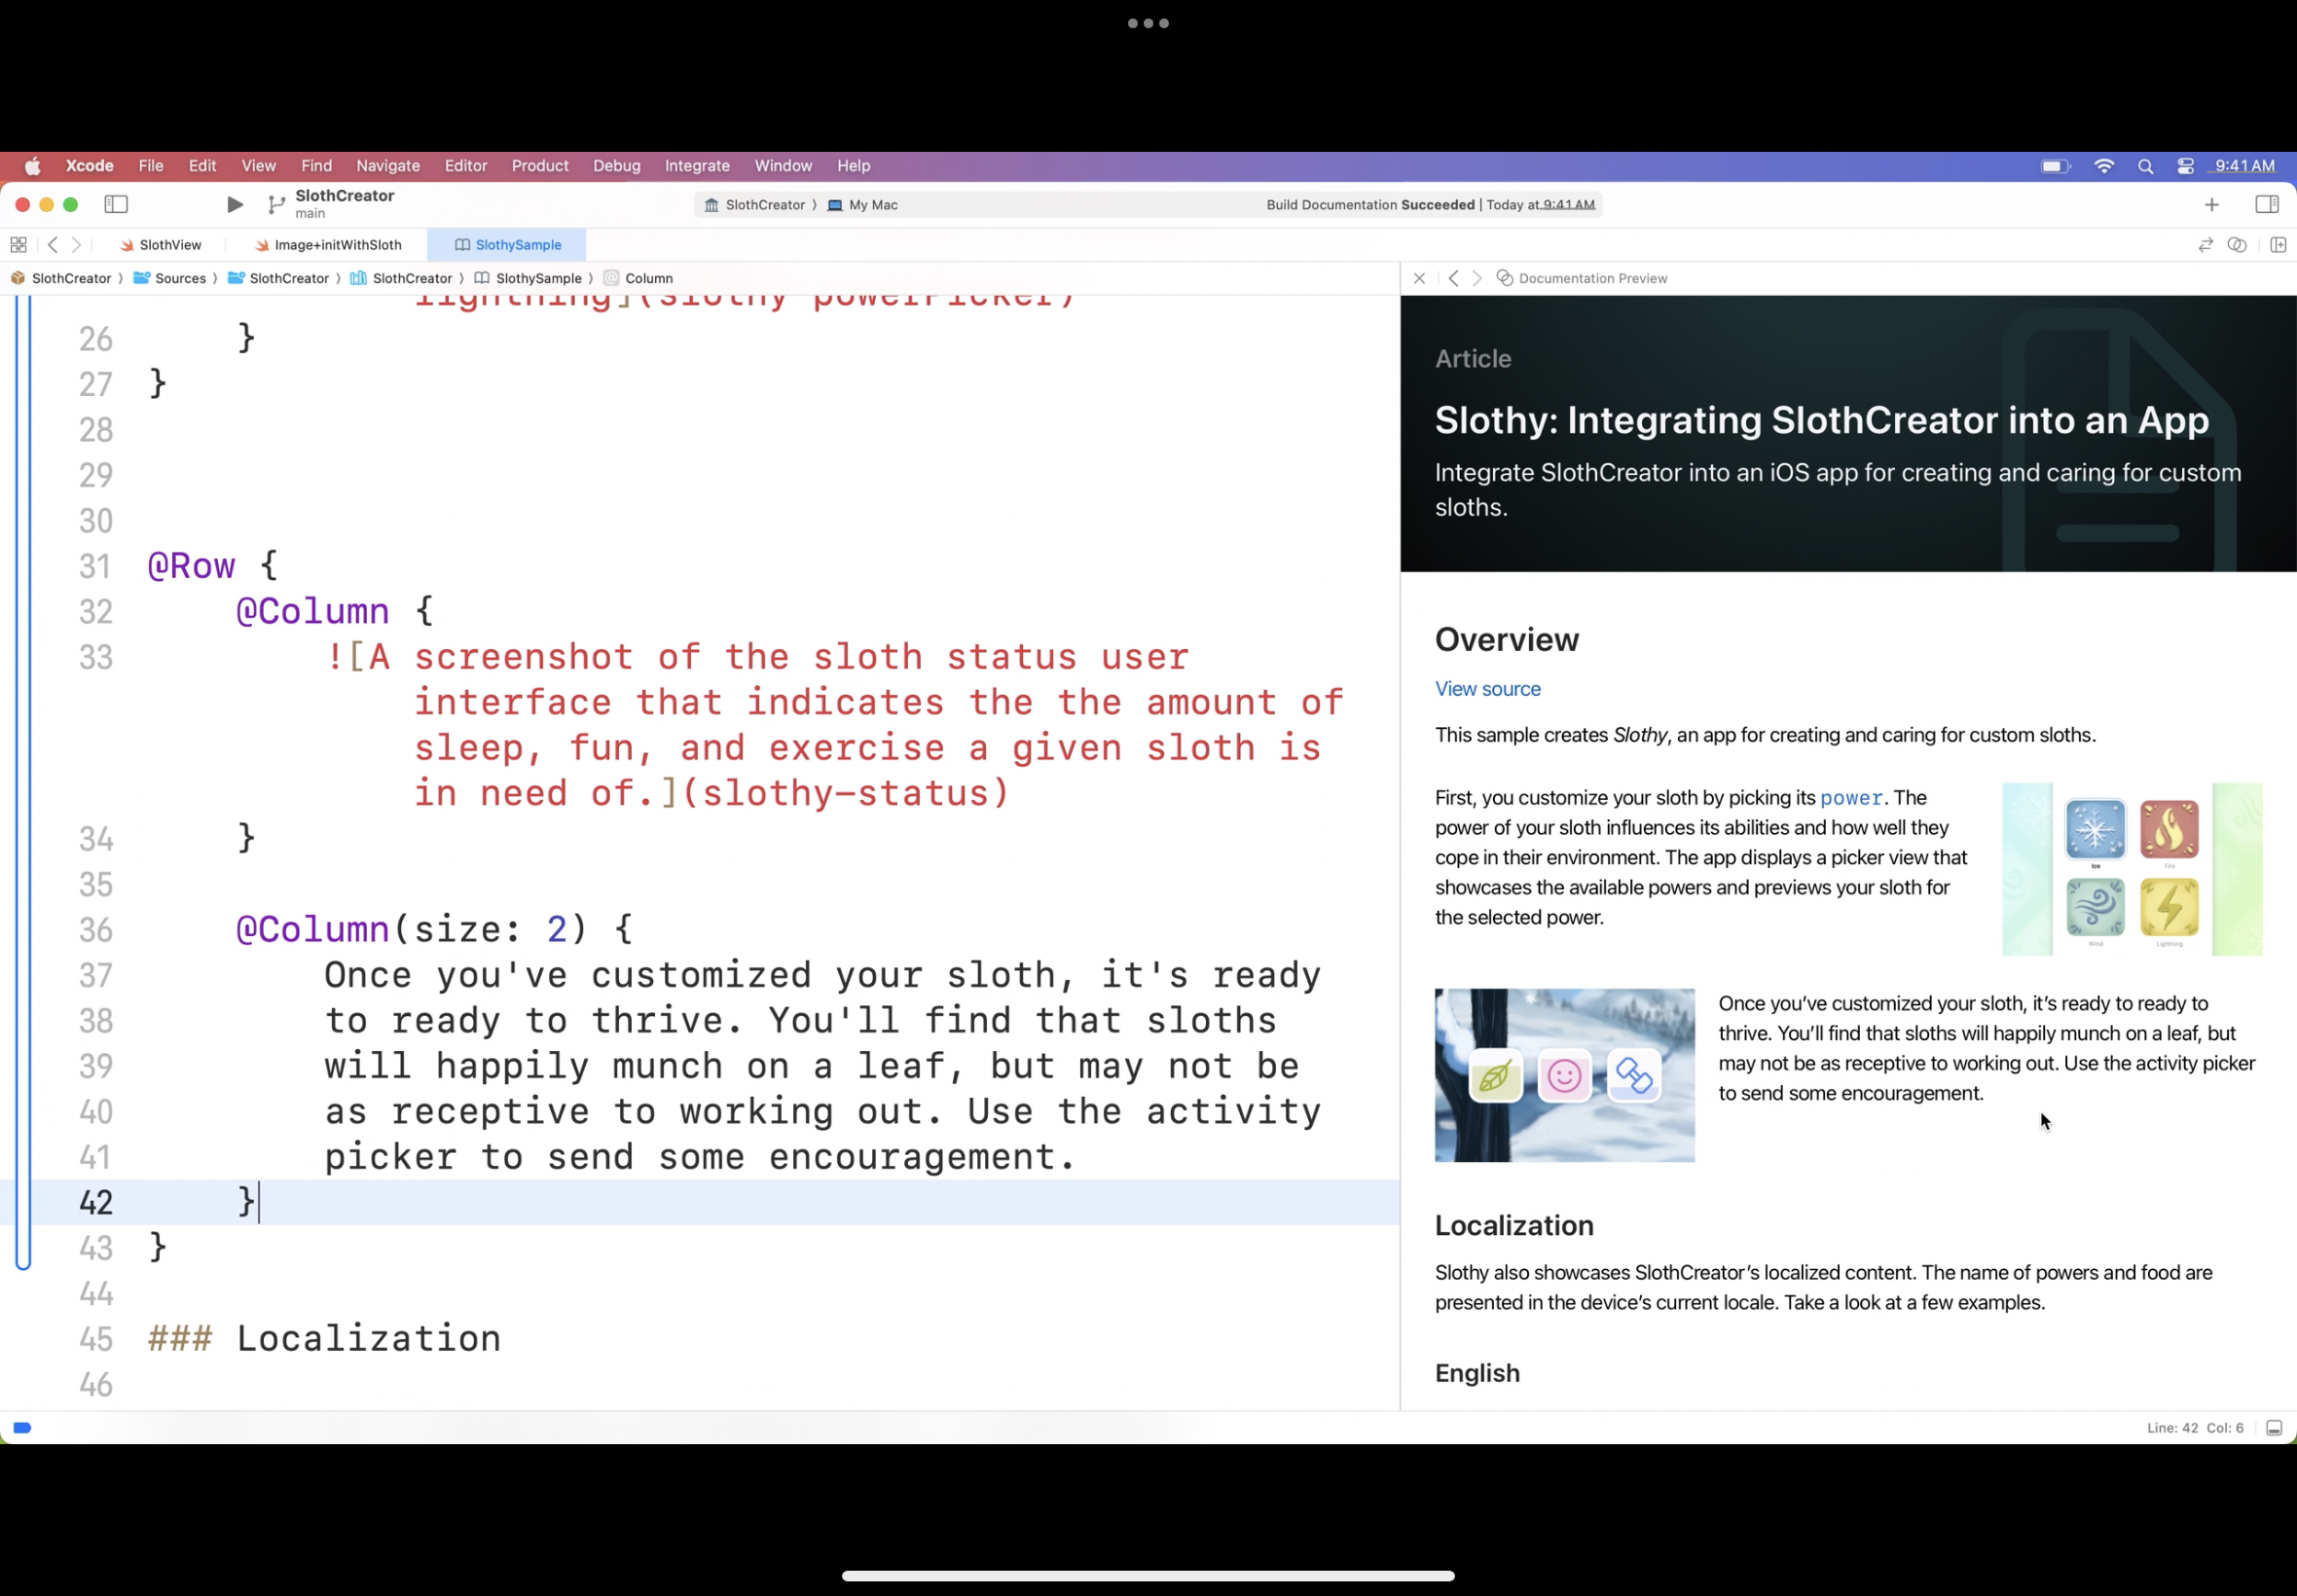 Xcode File Edit View Find Navigate Editor Product Debug Integrate Window Help 9:41 AM
SlothCreator
main
SlothCreator 〉 My Mac
Build Documentation Succeeded | Today at 9:41 AM
SlothView
Image+initWithSloth
SlothySample
SlothCreator 〉 Sources 〉 SlothCreator 〉 SlothCreator 〉 SlothySample 〉 Column
lightning](slothy-powerPicker)
26 }
27 }
28
29
30
31 @Row {
32 @Column {
33 ![A screenshot of the sloth status user
interface that indicates the the amount of
sleep, fun, and exercise a given sloth is
in need of.](slothy-status)
34 }
35
36 @Column(size: 2) {
37 Once you've customized your sloth, it's ready
38 to ready to thrive. You'll find that sloths
39 will happily munch on a leaf, but may not be
40 as receptive to working out. Use the activity
41 picker to send some encouragement.
42 }
43 }
44
45 ### Localization
46
Documentation Preview
Article
Slothy: Integrating SlothCreator into an App
Integrate SlothCreator into an iOS app for creating and caring for custom
sloths.
Overview
View source
This sample creates Slothy, an app for creating and caring for custom sloths.
First, you customize your sloth by picking its power. The
power of your sloth influences its abilities and how well they
cope in their environment. The app displays a picker view that
showcases the available powers and previews your sloth for
the selected power.
Ice
Fire
Wind
Lightning
Once you’ve customized your sloth, it’s ready to ready to
thrive. You’ll find that sloths will happily munch on a leaf, but
may not be as receptive to working out. Use the activity picker
to send some encouragement.
Localization
Slothy also showcases SlothCreator’s localized content. The name of powers and food are
presented in the device’s current locale. Take a look at a few examples.
English
Line: 42 Col: 6